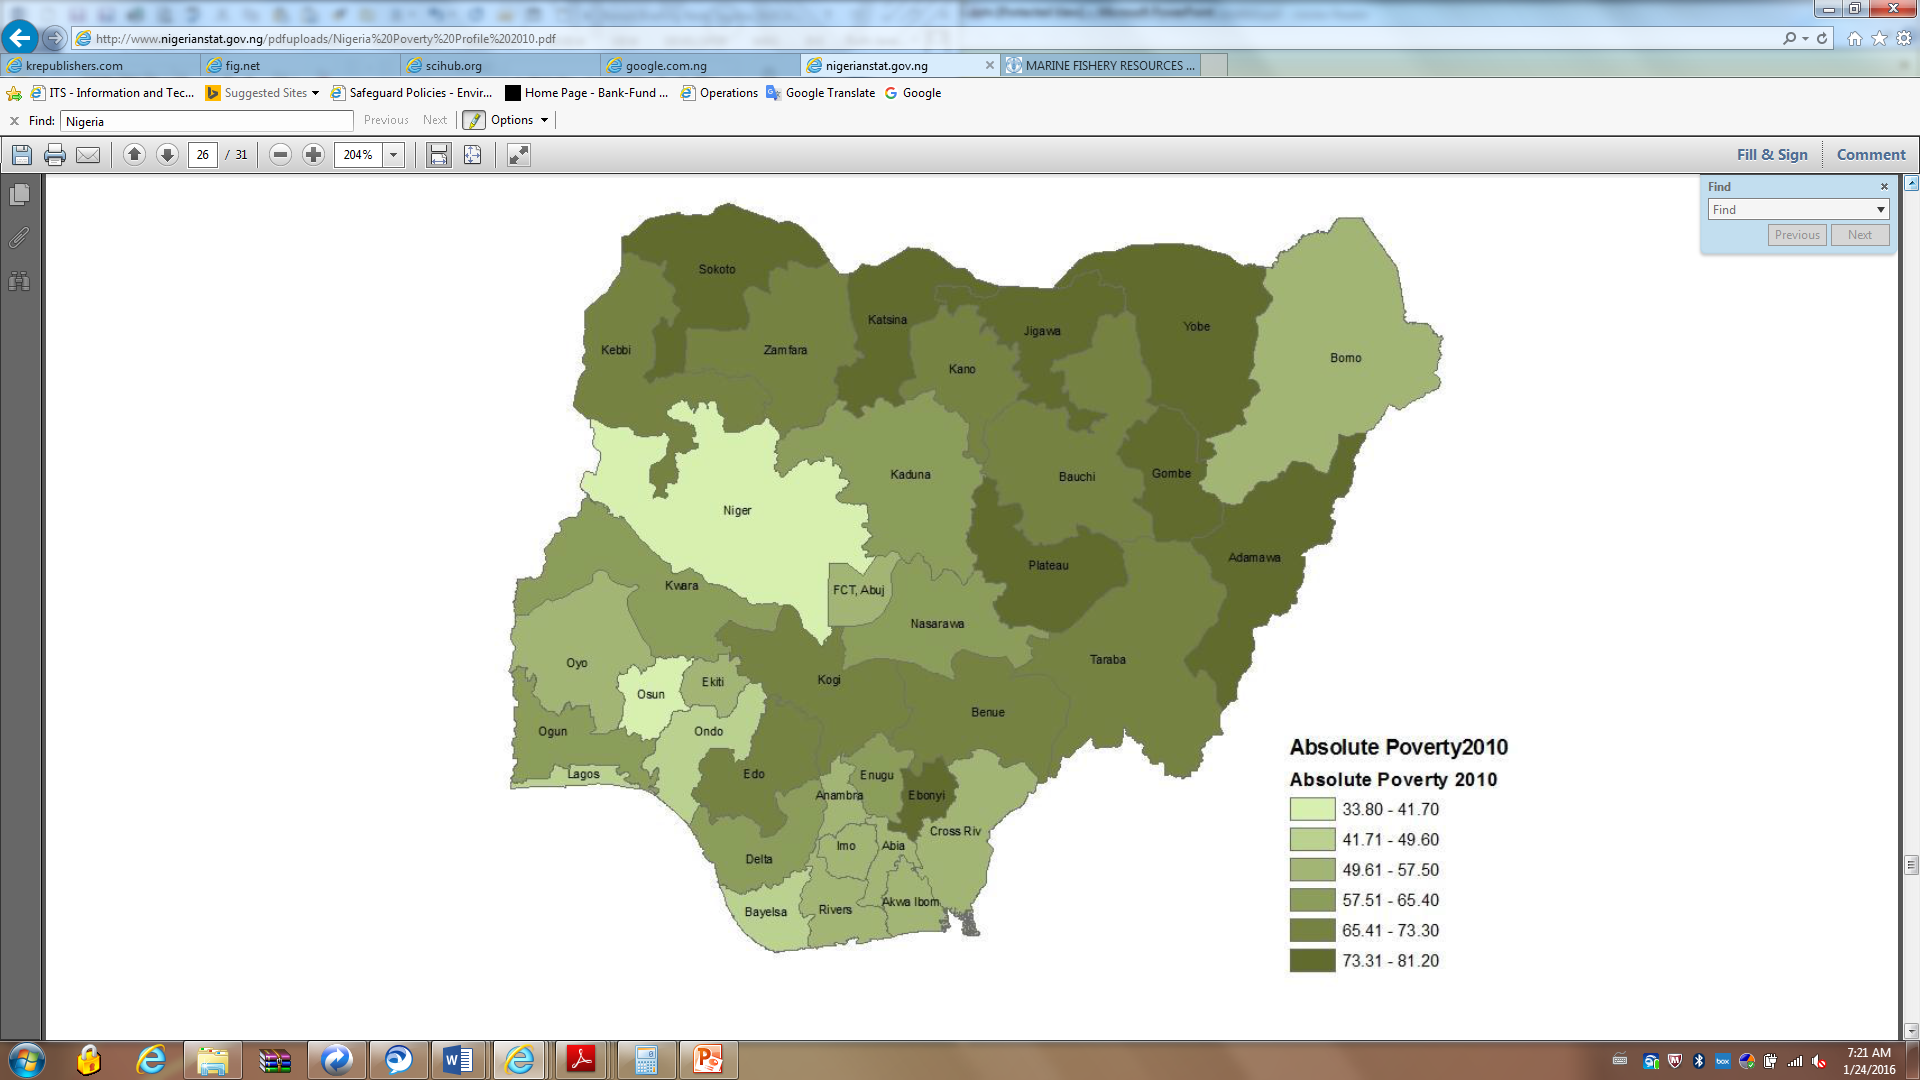 http://www.nigerianstat.gov.ng/pdfuploads/Nigeria%20Poverty%20Profile%202010.pdf
krepublishers.com
fig.net
scihub.org
google.com.ng
nigerianstat.gov.ng
MARINE FISHERY RESOURCES ...
ITS - Information and Tec...
Suggested Sites
Safeguard Policies - Envir...
Home Page - Bank-Fund ...
Operations
Google Translate
Google
Find: Nigeria
Previous Next
Options
26 / 31
204%
Fill & Sign
Comment
Find
Find
Previous Next
Sokoto
Katsina
Jigawa
Yobe
Kebbi
Zamfara
Kano
Borno
Kaduna
Bauchi
Gombe
Niger
Adamawa
Plateau
Kwara
FCT, Abuj
Nasarawa
Oyo
Taraba
Osun
Ekiti
Kogi
Benue
Ogun
Ondo
Lagos
Edo
Enugu
Anambra
Ebonyi
Cross Riv
Delta
Imo
Abia
Bayelsa
Rivers
Akwa Ibom
Absolute Poverty2010
Absolute Poverty 2010
33.80 - 41.70
41.71 - 49.60
49.61 - 57.50
57.51 - 65.40
65.41 - 73.30
73.31 - 81.20
7:21 AM
1/24/2016